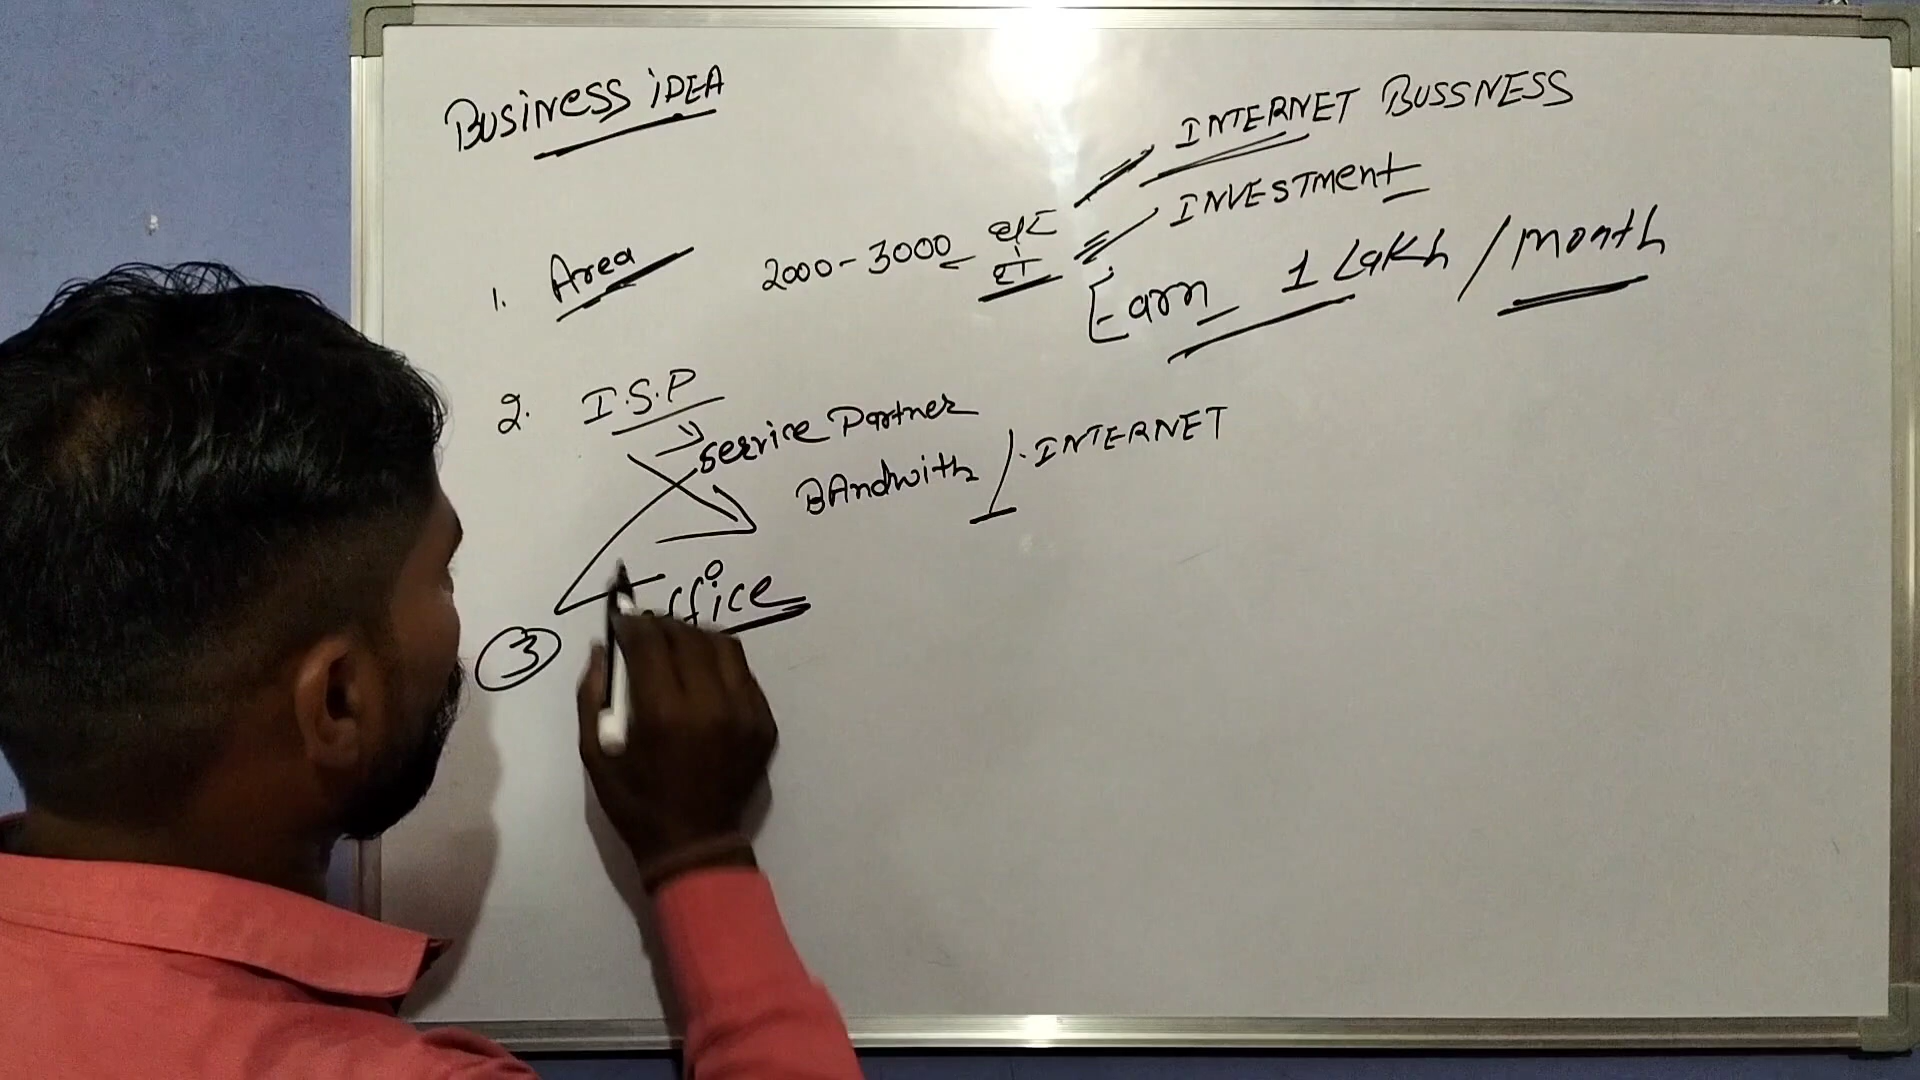 BUSiNESS iDEA
INTERNET BUSSNESS
INVESTment
1. Area
2000-3000
Earn 1 Lakh / month
2. I.S.P
service Partner
BAndwith / INTERNET
office
3